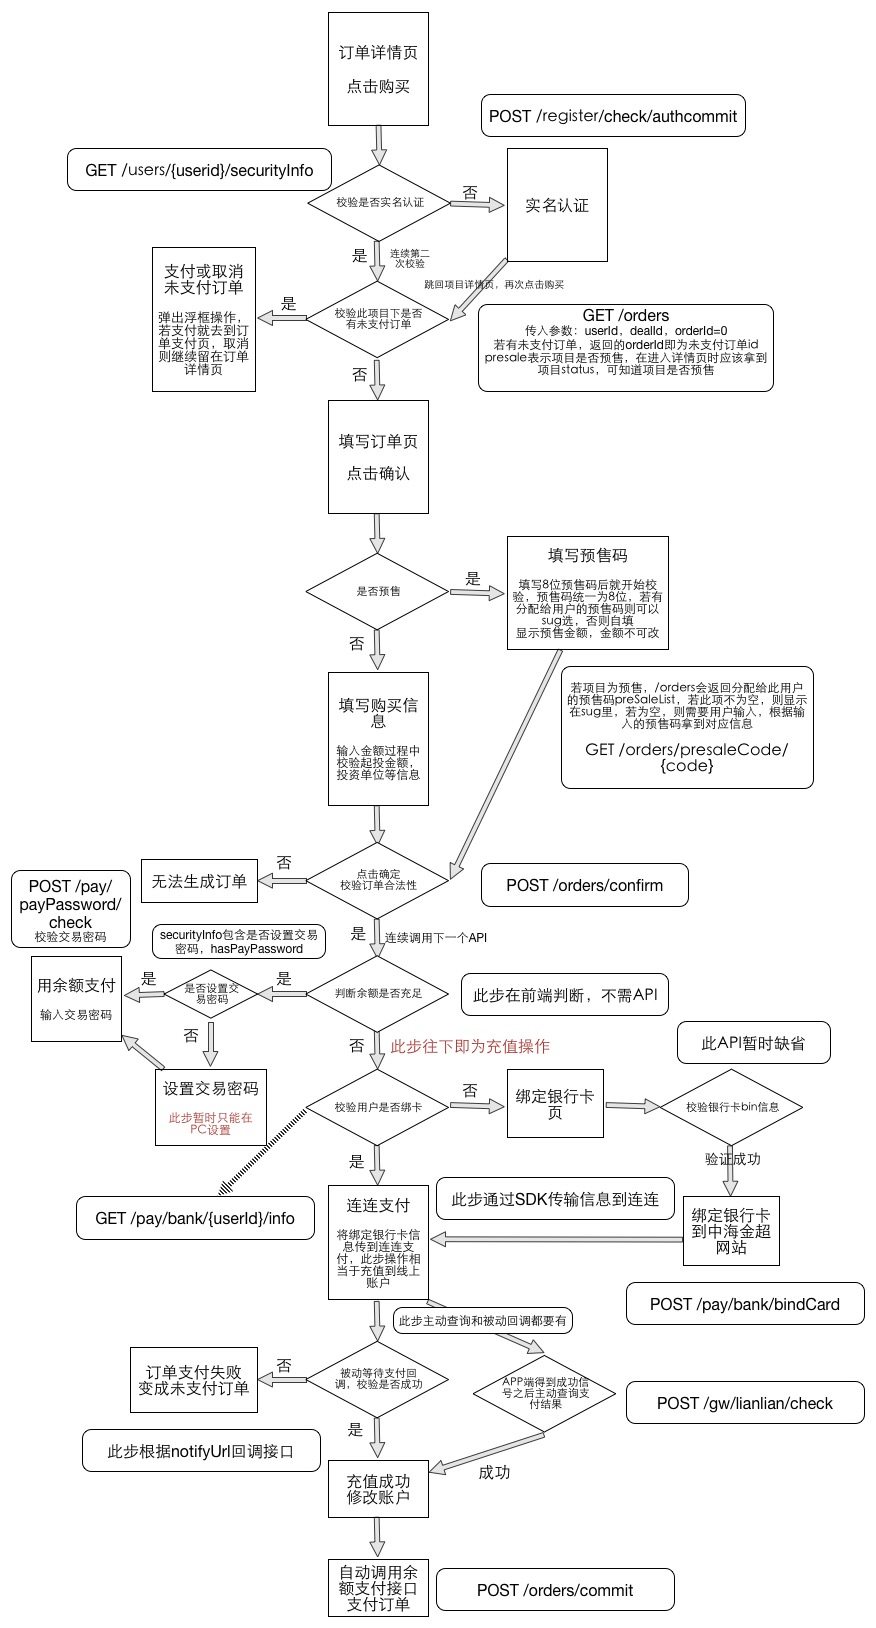 订单详情页
点击购买
POST /register/check/authcommit
GET /users/{userid}/securityInfo
否
校验是否实名认证
实名认证
是
连续第二
次校验
支付或取消
未支付订单
弹出浮框操作，
若支付就去到订
单支付页，取消
则继续留在订单
详情页
是
跳回项目详情页，再次点击购买
校验此项目下是否
有未支付订单
GET /orders
传入参数：userId，dealId，orderId=0
若有未支付订单，返回的orderId即为未支付订单id
presale表示项目是否预售，在进入详情页时应该拿到
项目status，可知道项目是否预售
否
填写订单页
点击确认
是否预售
是
填写预售码
填写8位预售码后就开始校
验，预售码统一为8位，若有
分配给用户的预售码则可以
sug选，否则自填
显示预售金额，金额不可改
否
若项目为预售，/orders会返回分配给此用户
的预售码preSaleList，若此项不为空，则显示
在sug里，若为空，则需要用户输入，根据输
入的预售码拿到对应信息
GET /orders/presaleCode/
{code}
填写购买信
息
输入金额过程中
校验起投金额，
投资单位等信息
否
无法生成订单
点击确定
校验订单合法性
POST /orders/confirm
POST /pay/
payPassword/
check
校验交易密码
是
连续调用下一个API
securityInfo包含是否设置交易
密码，hasPayPassword
用余额支付
输入交易密码
是
是否设置交
易密码
是
判断余额是否充足
此步在前端判断，不需API
否
否
此步往下即为充值操作
此API暂时缺省
设置交易密码
此步暂时只能在
PC设置
校验用户是否绑卡
否
绑定银行卡
页
校验银行卡bin信息
是
验证成功
GET /pay/bank/{userId}/info
连连支付
将绑定银行卡信
息传到连连支
付，此步操作相
当于充值到线上
账户
此步通过SDK传输信息到连连
绑定银行卡
到中海金超
网站
POST /pay/bank/bindCard
此步主动查询和被动回调都要有
订单支付失败
变成未支付订单
否
被动等待支付回
调，校验是否成功
APP端得到成功信
号之后主动查询支
付结果
POST /gw/lianlian/check
是
此步根据notifyUrl回调接口
成功
充值成功
修改账户
自动调用余
额支付接口
支付订单
POST /orders/commit